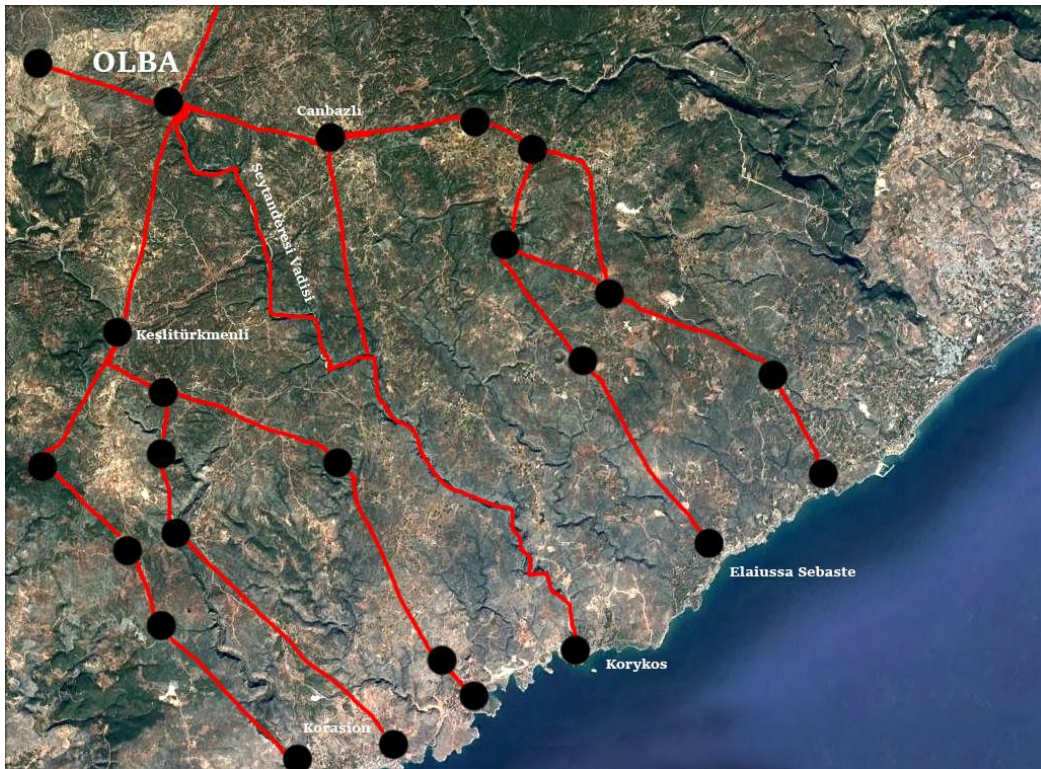 OLBA
Canbazlı
Şeytanderesi Vadisi
Keşlitürkmenli
Elaiussa Sebaste
Korykos
Korasion